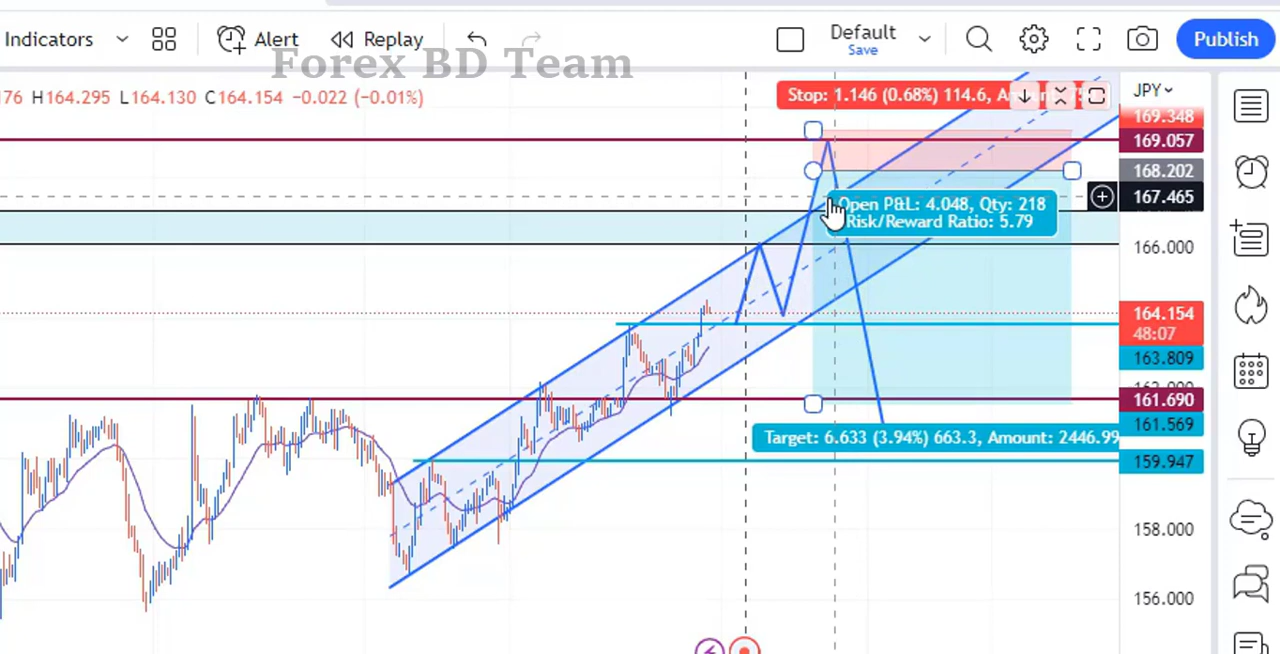 Indicators Alert Replay Default Save Publish
Forex BD Team
176 H164.295 L164.130 C164.154 −0.022 (−0.01%)
JPY
Stop: 1.146 (0.68%) 114.6,
169.348
169.057
168.202
167.465
Open P&L: 4.048, Qty: 218
Risk/Reward Ratio: 5.79
166.000
164.154
48:07
163.809
162.000
161.690
161.569
Target: 6.633 (3.94%) 663.3, Amount: 2446.99
159.947
158.000
156.000